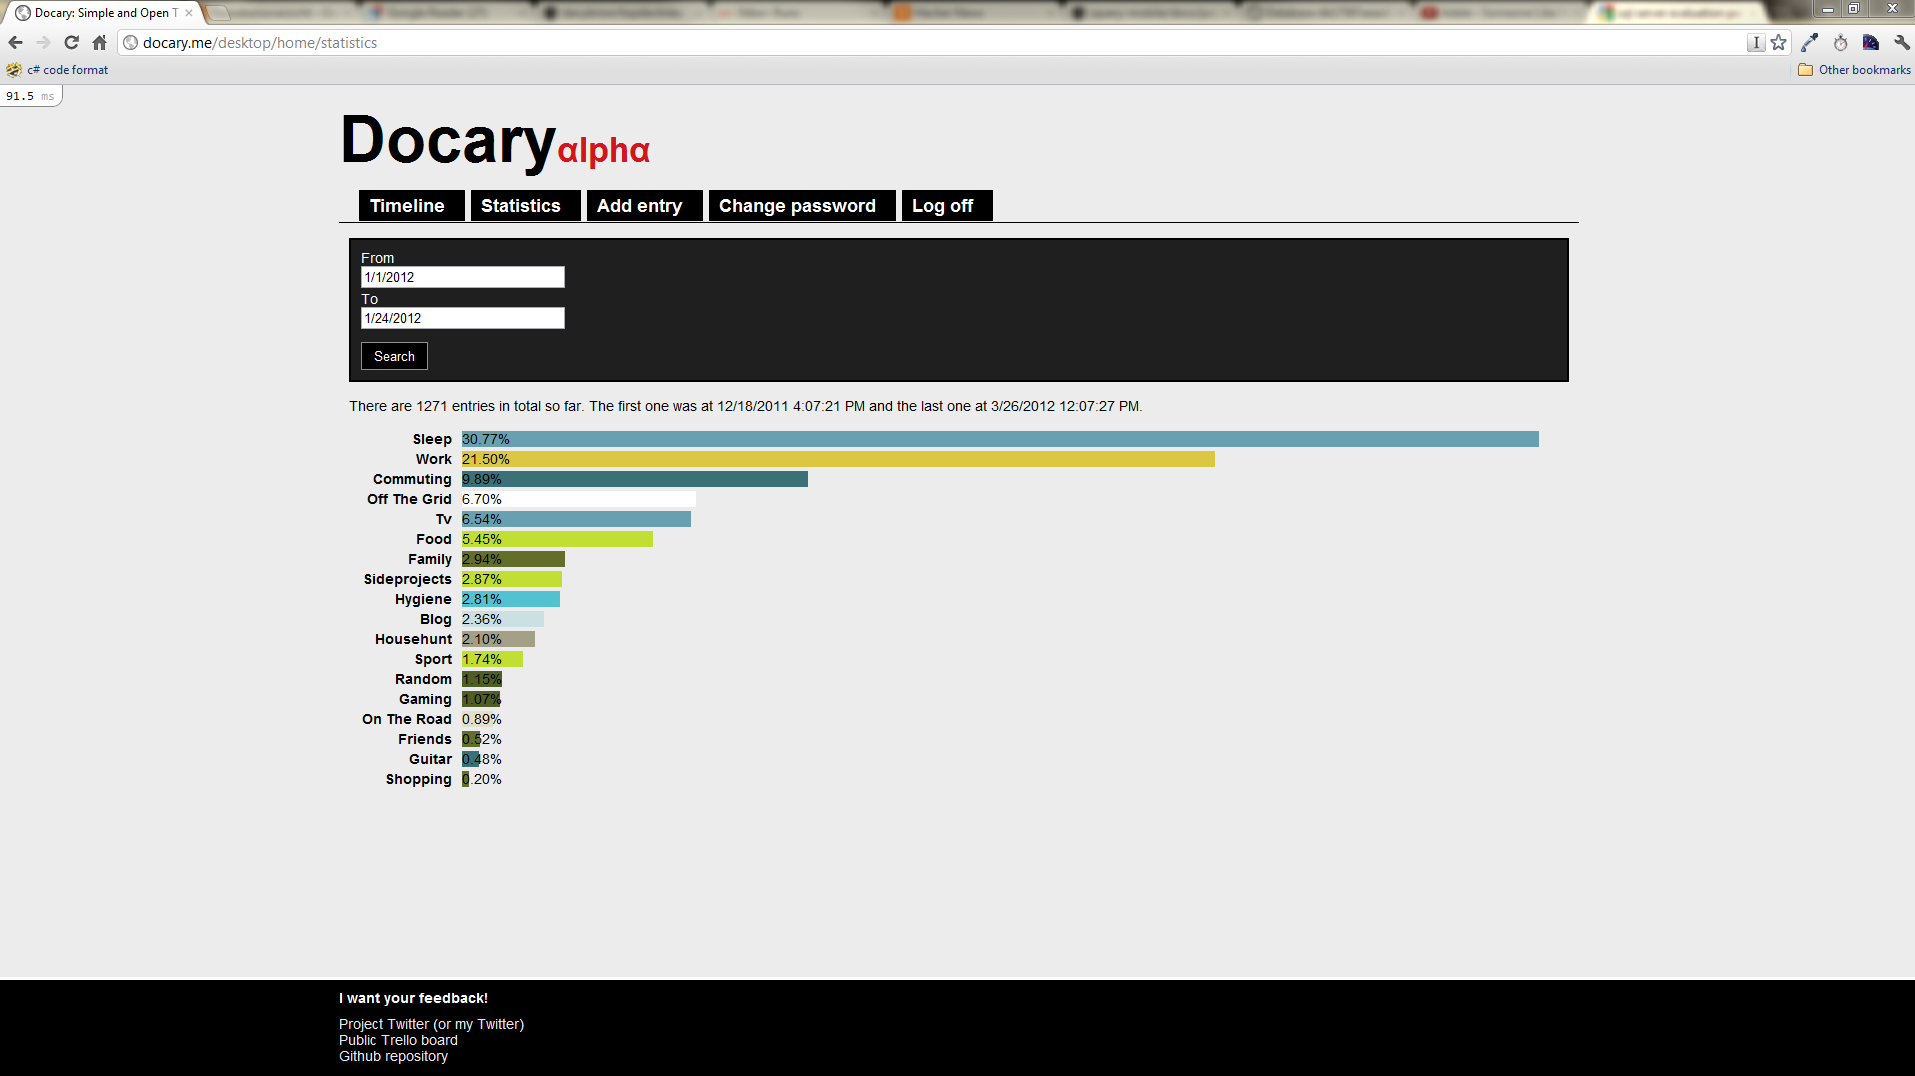 Docary: Simple and Open T
docary.me/desktop/home/statistics
c# code format
Other bookmarks
91.5 ms
Docaryαlphα
Timeline Statistics Add entry Change password Log off
From
1/1/2012
To
1/24/2012
Search
There are 1271 entries in total so far. The first one was at 12/18/2011 4:07:21 PM and the last one at 3/26/2012 12:07:27 PM.
Sleep 30.77%
Work 21.50%
Commuting 9.89%
Off The Grid 6.70%
Tv 6.54%
Food 5.45%
Family 2.94%
Sideprojects 2.87%
Hygiene 2.81%
Blog 2.36%
Househunt 2.10%
Sport 1.74%
Random 1.15%
Gaming 1.07%
On The Road 0.89%
Friends 0.52%
Guitar 0.48%
Shopping 0.20%
I want your feedback!
Project Twitter (or my Twitter)
Public Trello board
Github repository